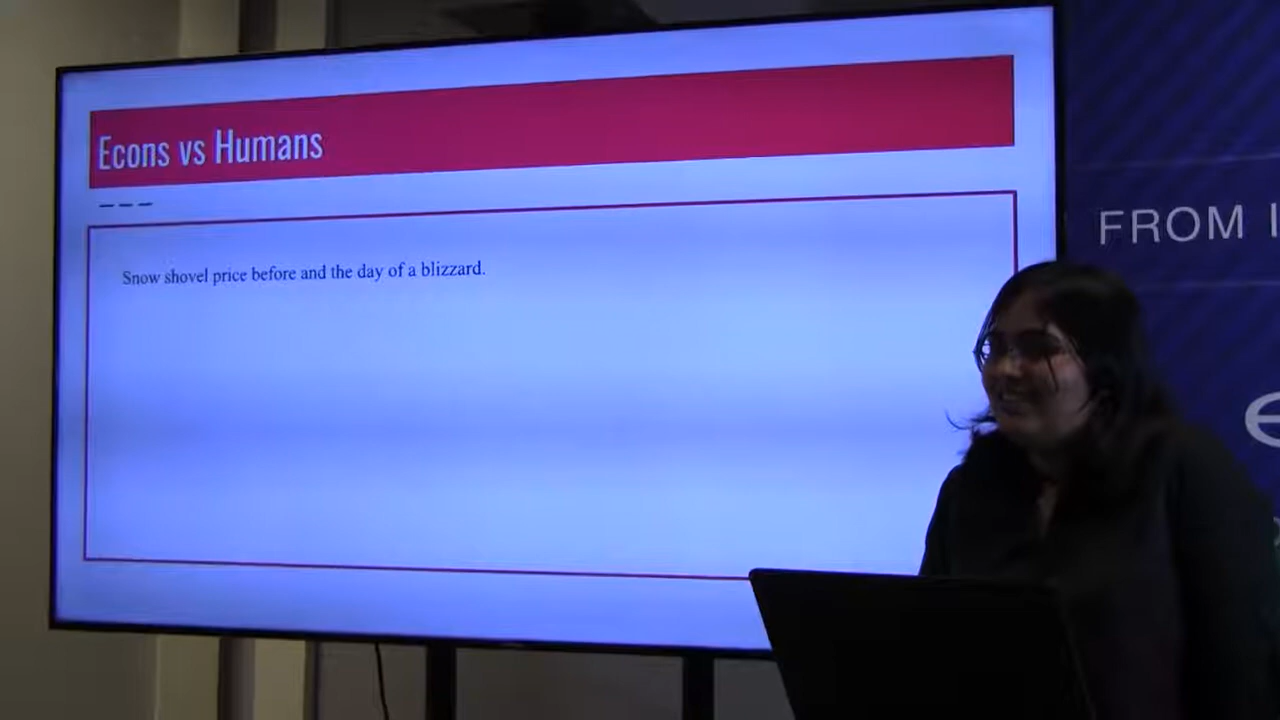 Econs vs Humans
Snow shovel price before and the day of a blizzard.
FROM